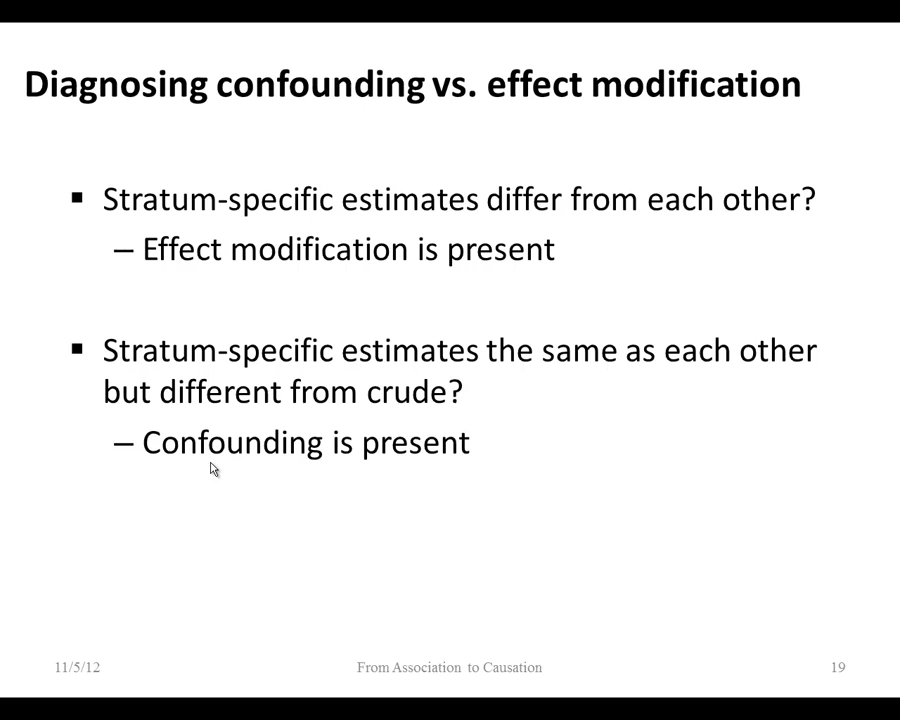 Diagnosing confounding vs. effect modification
▪ Stratum-specific estimates differ from each other?
– Effect modification is present
▪ Stratum-specific estimates the same as each other
but different from crude?
– Confounding is present
11/5/12 From Association to Causation 19